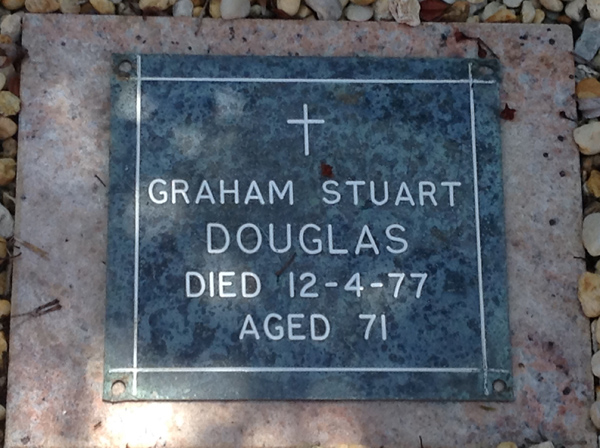 GRAHAM STUART
DOUGLAS
DIED 12-4-77
AGED 71